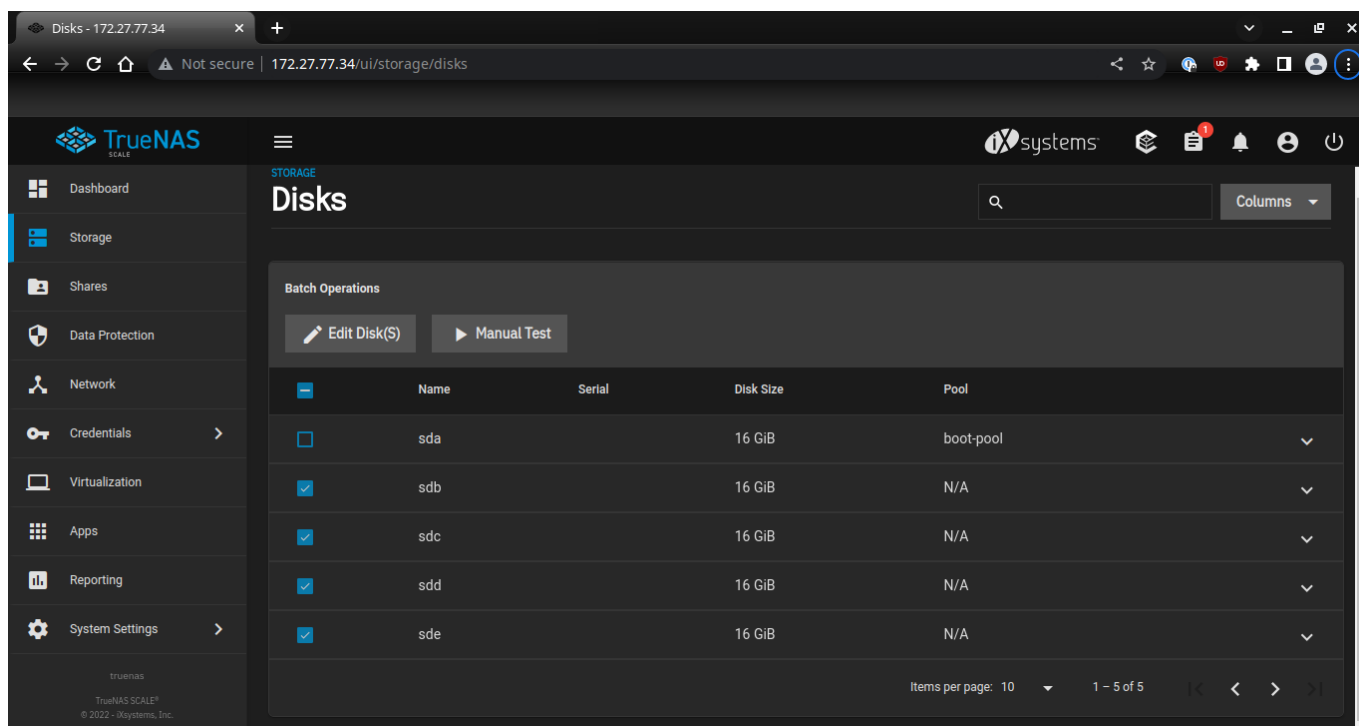 Disks - 172.27.77.34
Not secure | 172.27.77.34/ui/storage/disks
TrueNAS
SCALE
iXsystems
1
Dashboard
Storage
Shares
Data Protection
Network
Credentials
Virtualization
Apps
Reporting
System Settings
truenas
TrueNAS SCALE®
© 2022 - iXsystems, Inc.
STORAGE
Disks
Columns
Batch Operations
Edit Disk(S) Manual Test
Name Serial Disk Size Pool
sda 16 GiB boot-pool
sdb 16 GiB N/A
sdc 16 GiB N/A
sdd 16 GiB N/A
sde 16 GiB N/A
Items per page: 10 1 – 5 of 5